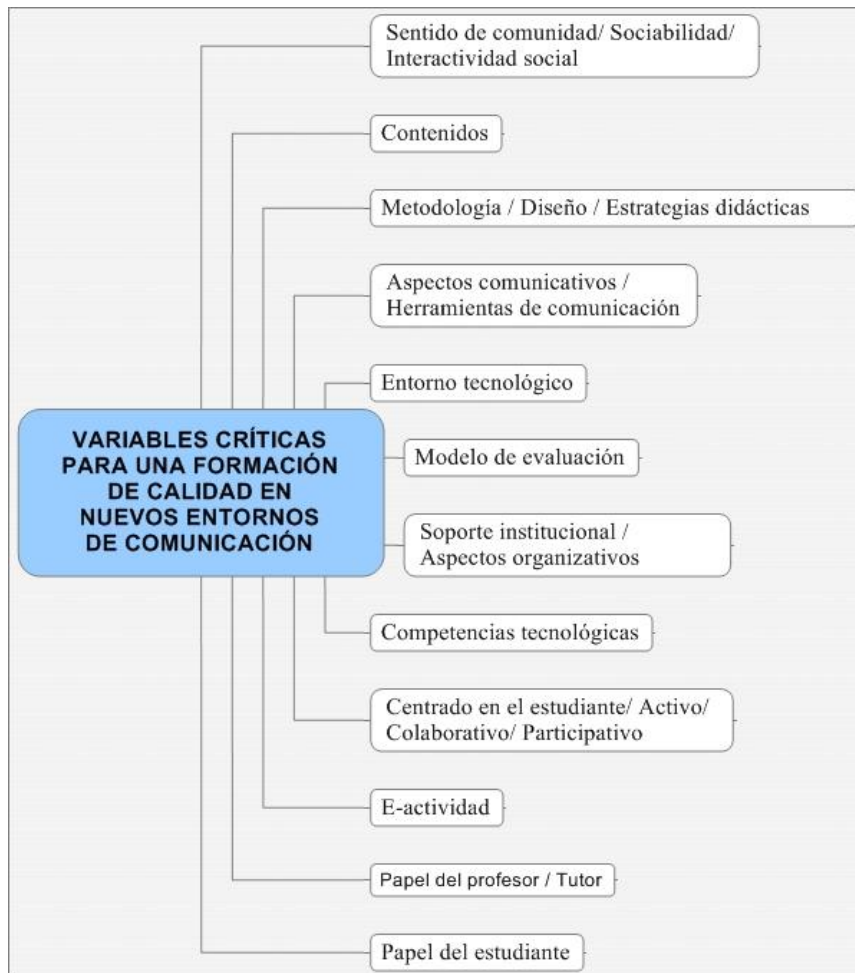 Sentido de comunidad/ Sociabilidad/
Interactividad social
Contenidos
Metodología / Diseño / Estrategias didácticas
Aspectos comunicativos /
Herramientas de comunicación
Entorno tecnológico
VARIABLES CRÍTICAS
PARA UNA FORMACIÓN
DE CALIDAD EN
NUEVOS ENTORNOS
DE COMUNICACIÓN
Modelo de evaluación
Soporte institucional /
Aspectos organizativos
Competencias tecnológicas
Centrado en el estudiante/ Activo/
Colaborativo/ Participativo
E-actividad
Papel del profesor / Tutor
Papel del estudiante